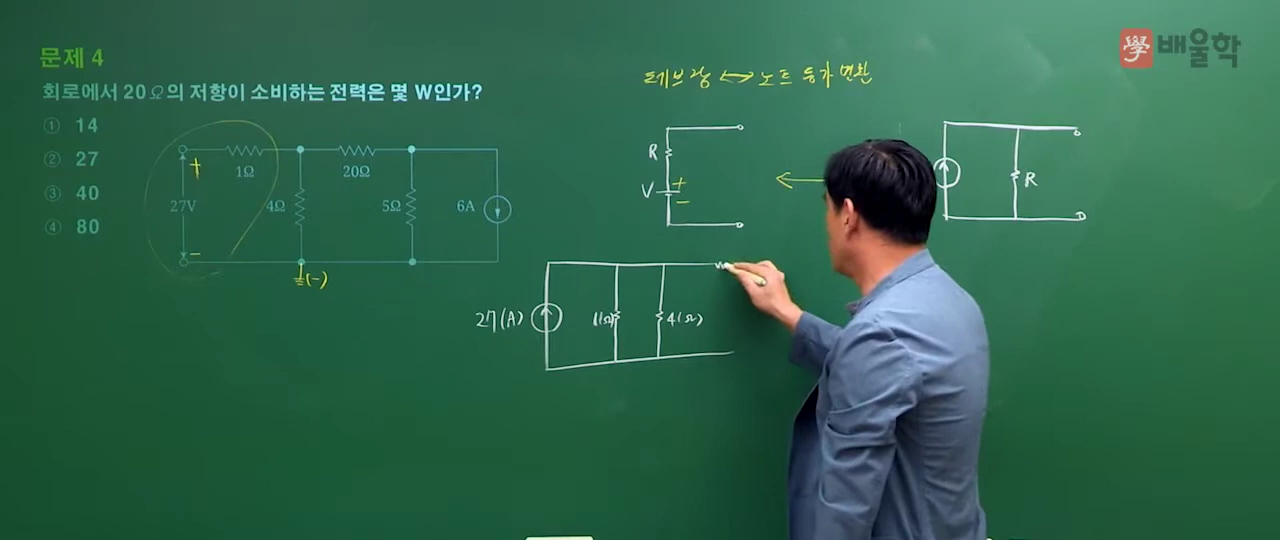 문제 4
회로에서 20Ω의 저항이 소비하는 전력은 몇 W인가?
① 14
② 27
③ 40
④ 80
+
1Ω
20Ω
27V
4Ω
5Ω
6A
−
(-)
學 배울학
테브낭 ↔ 노튼 등가 변환
R
V
+
−
R
27(A)
1(Ω)
4(Ω)